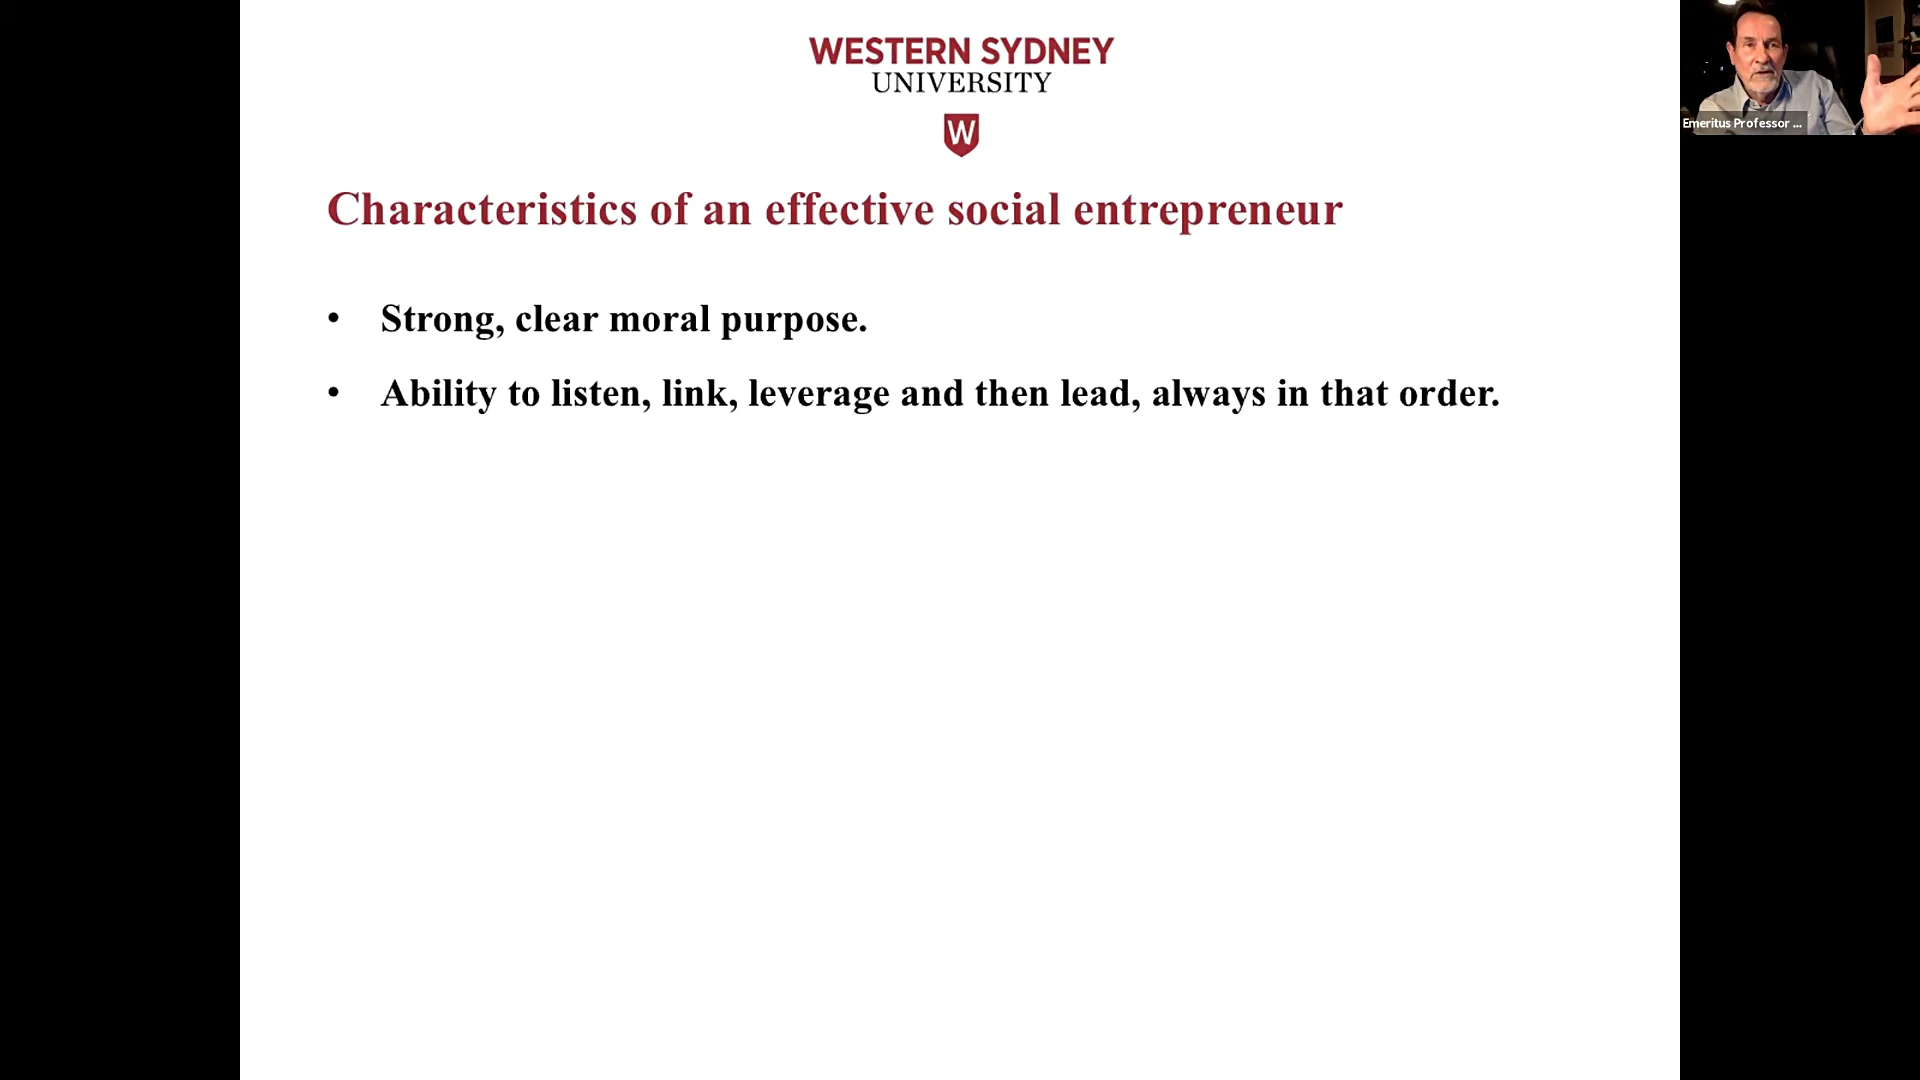 WESTERN SYDNEY
UNIVERSITY
W
Emeritus Professor ...
Characteristics of an effective social entrepreneur
• Strong, clear moral purpose.
• Ability to listen, link, leverage and then lead, always in that order.